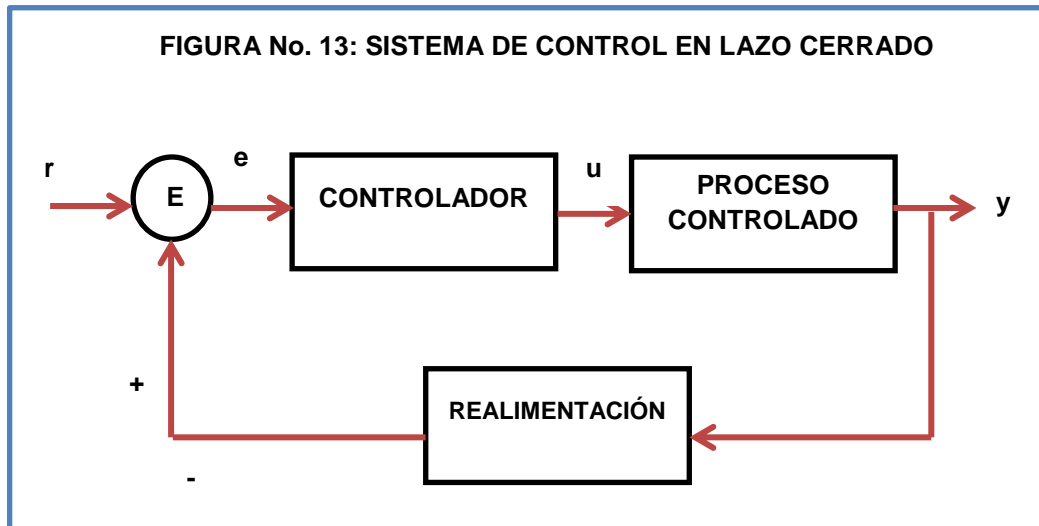 FIGURA No. 13: SISTEMA DE CONTROL EN LAZO CERRADO
r
E
e
CONTROLADOR
u
PROCESO
CONTROLADO
y
+
REALIMENTACIÓN
-